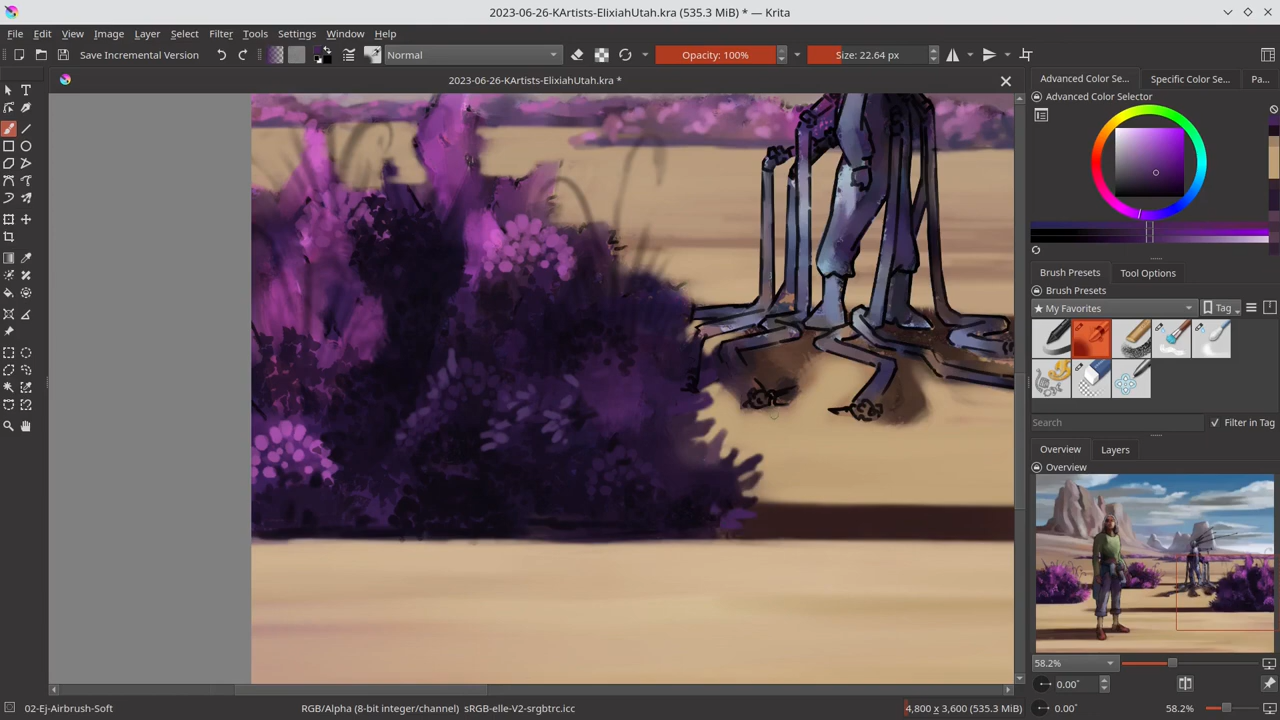 2023-06-26-KArtists-ElixiahUtah.kra (535.3 MiB) * — Krita
File Edit View Image Layer Select Filter Tools Settings Window Help
Save Incremental Version Normal Opacity: 100% Size: 22.64 px
2023-06-26-KArtists-ElixiahUtah.kra *
Advanced Color Se... Specific Color Se... Pa...
Advanced Color Selector
Brush Presets Tool Options
Brush Presets
★ My Favorites Tag
Search Filter in Tag
Overview Layers
Overview
58.2%
0.00°
02-Ej-Airbrush-Soft RGB/Alpha (8-bit integer/channel) sRGB-elle-V2-srgbtrc.icc 4,800 x 3,600 (535.3 MiB) 0.00° 58.2%